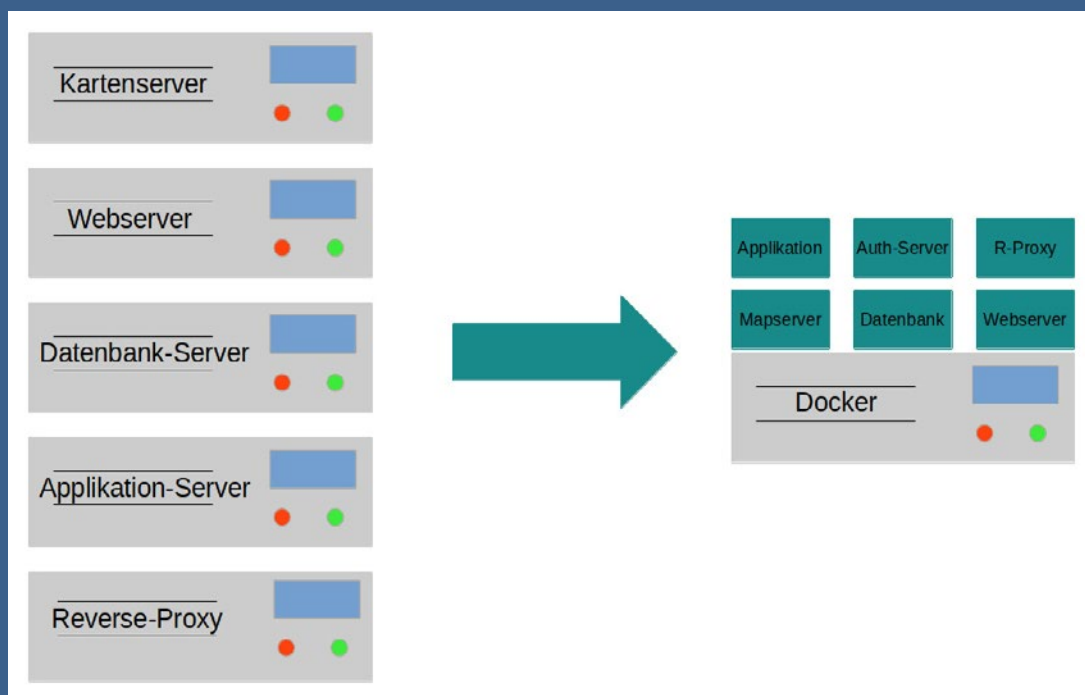 Kartenserver
Webserver
Datenbank-Server
Applikation-Server
Reverse-Proxy
Applikation
Auth-Server
R-Proxy
Mapserver
Datenbank
Webserver
Docker